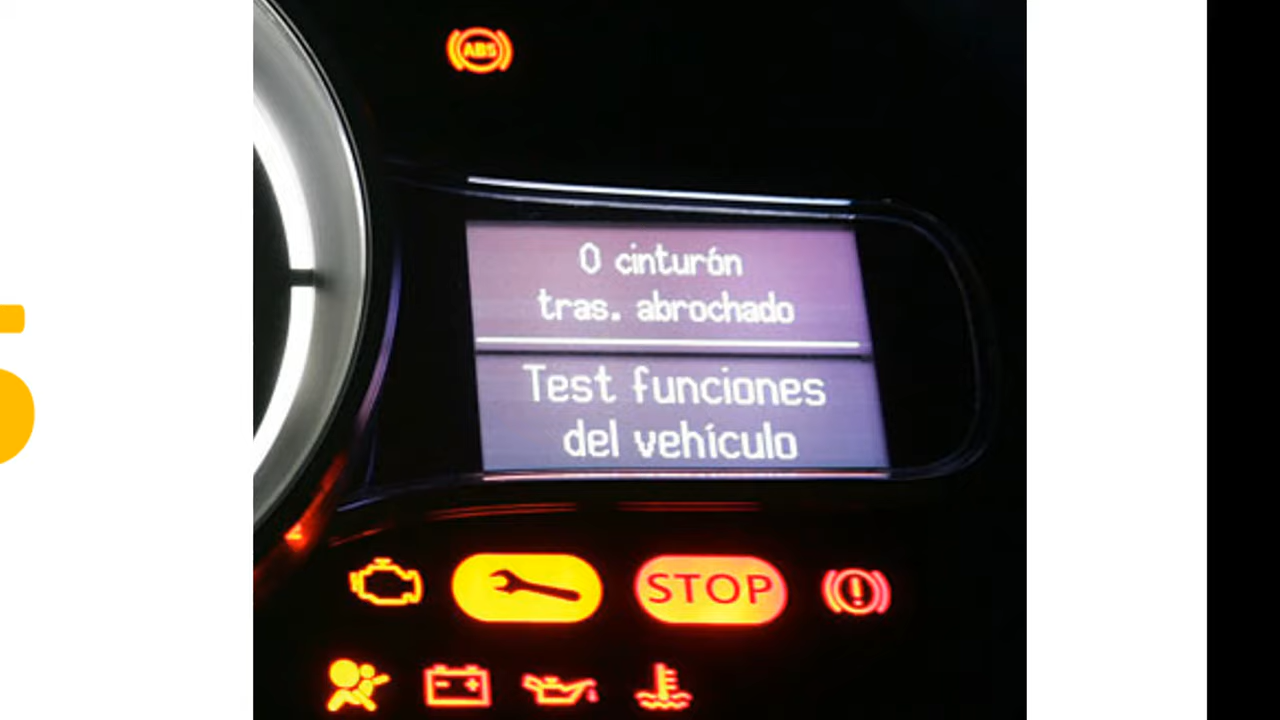 ABS
0 cinturón
tras. abrochado
Test funciones
del vehículo
STOP